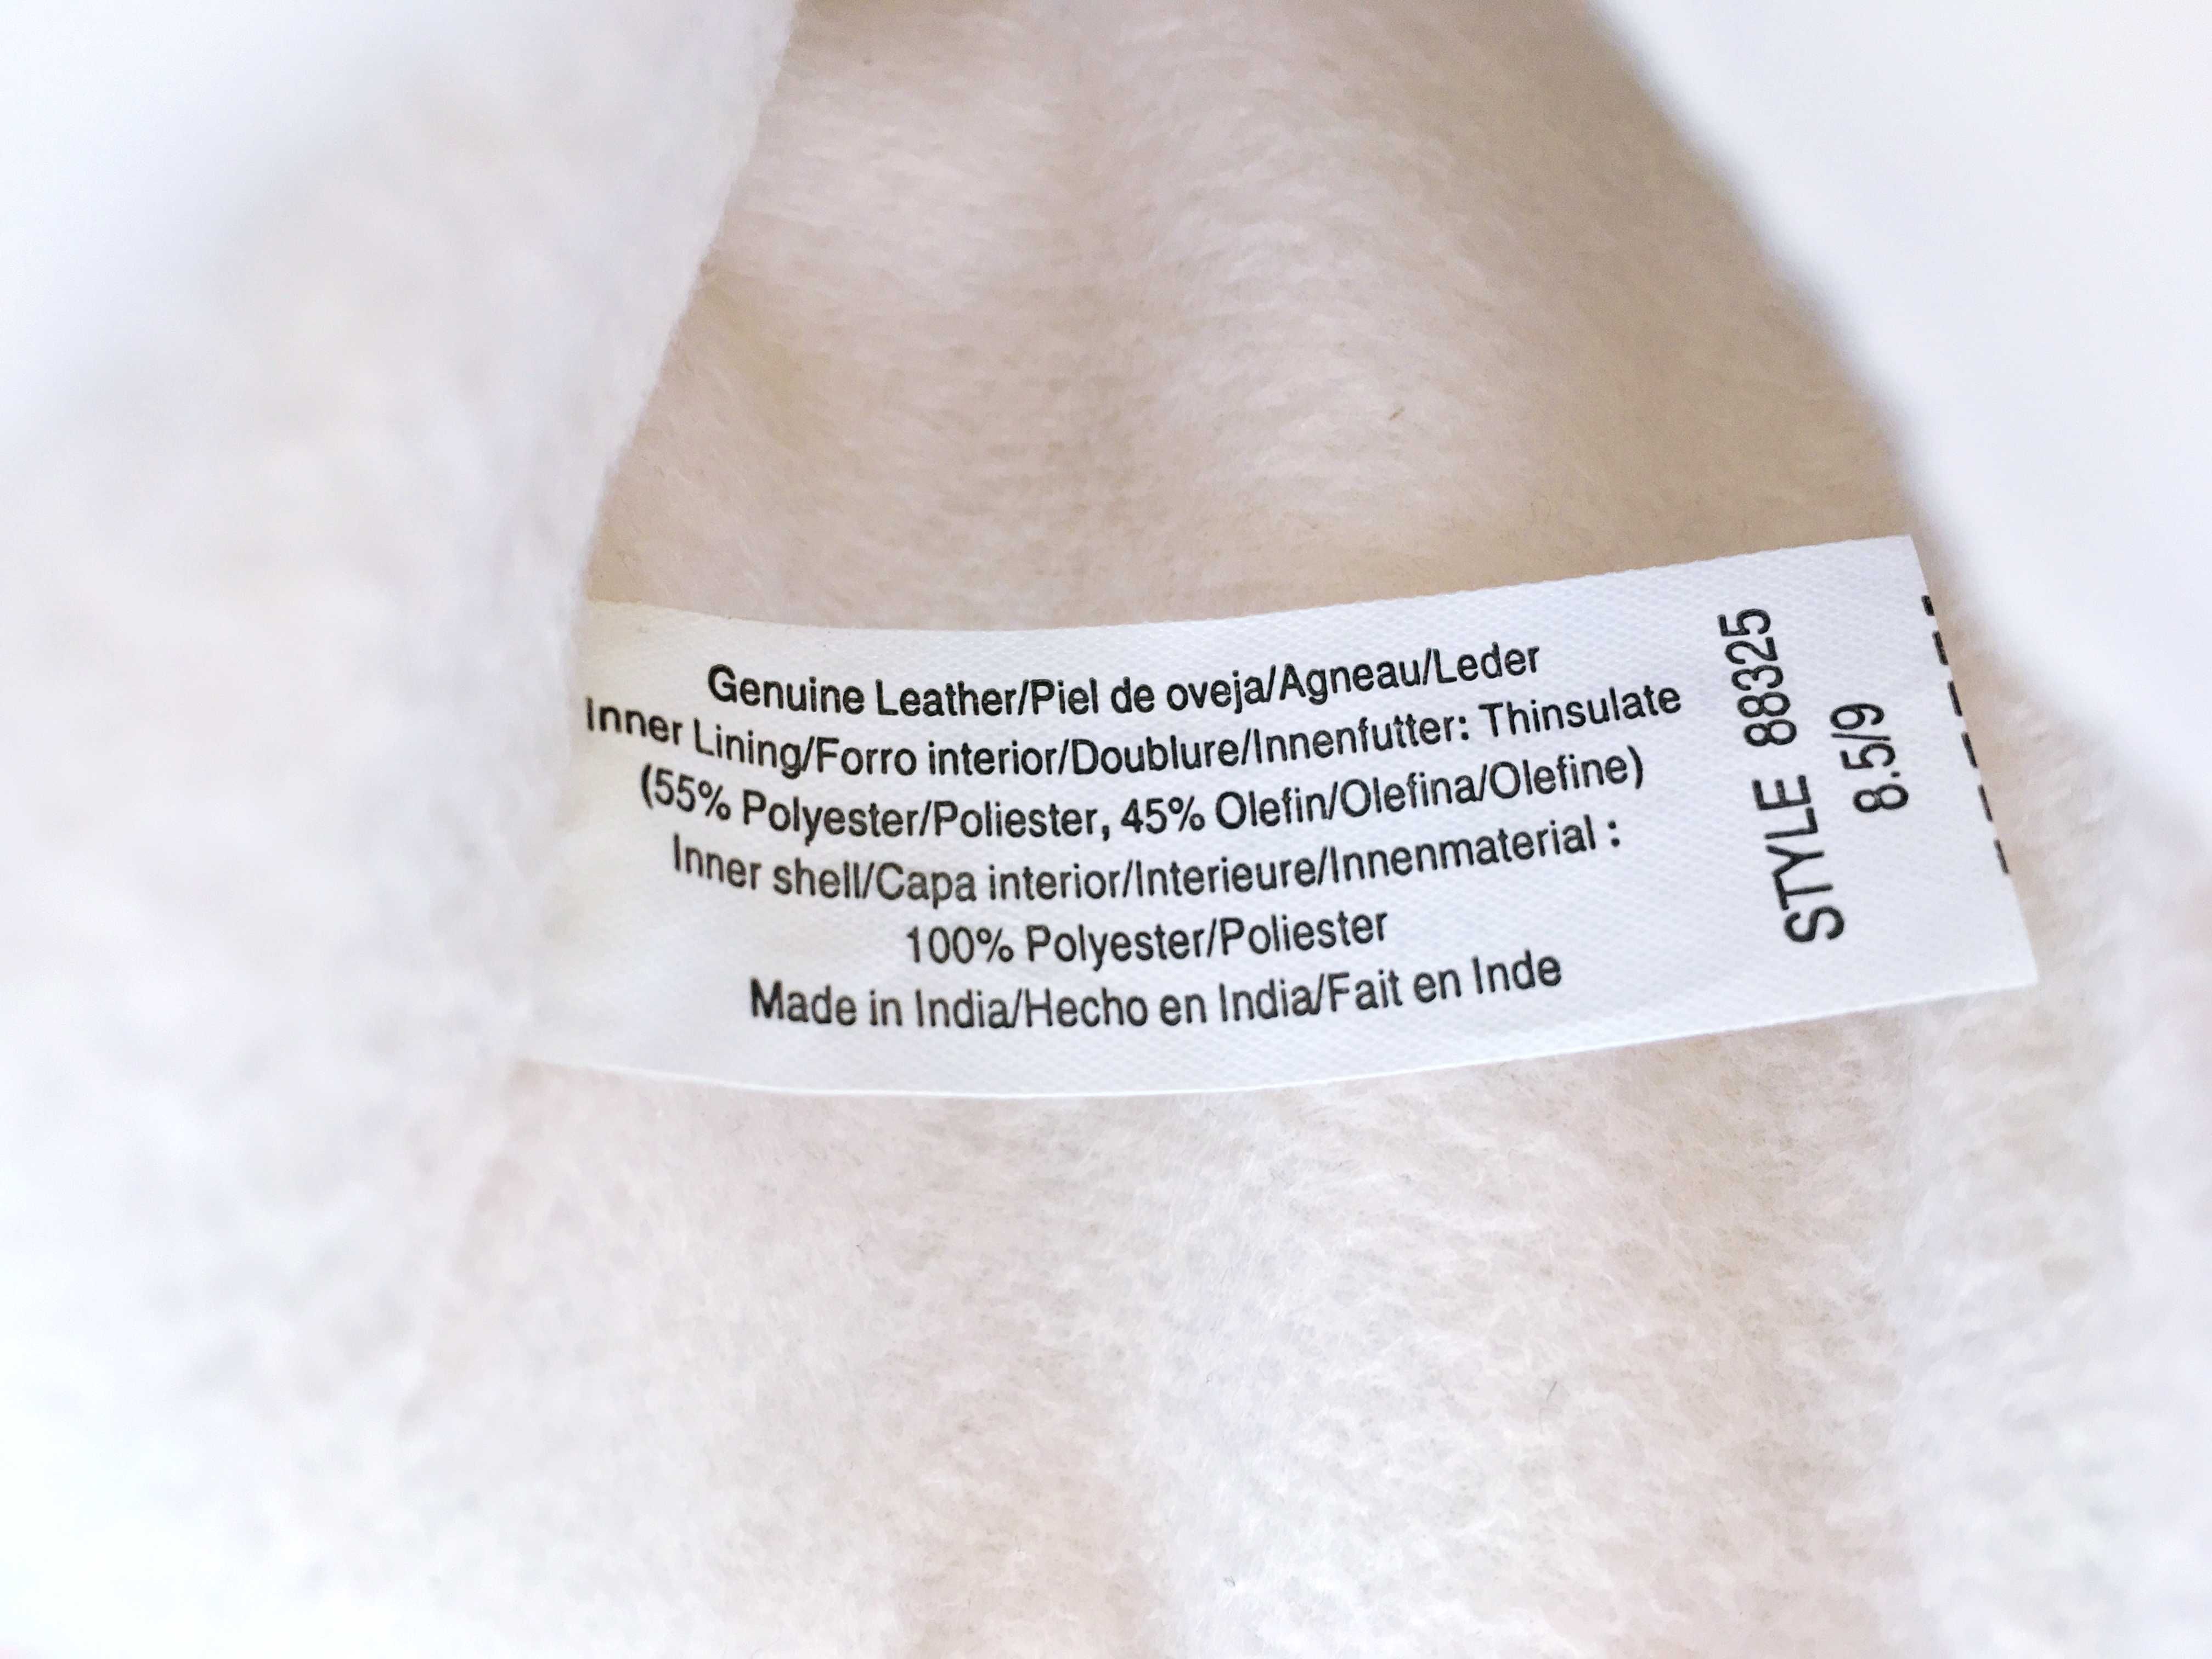 Genuine Leather/Piel de oveja/Agneau/Leder
Inner Lining/Forro interior/Doublure/Innenfutter: Thinsulate
(55% Polyester/Poliester, 45% Olefin/Olefina/Olefine)
Inner shell/Capa interior/Interieure/Innenmaterial :
100% Polyester/Poliester
Made in India/Hecho en India/Fait en Inde
STYLE 88325
8.5/9